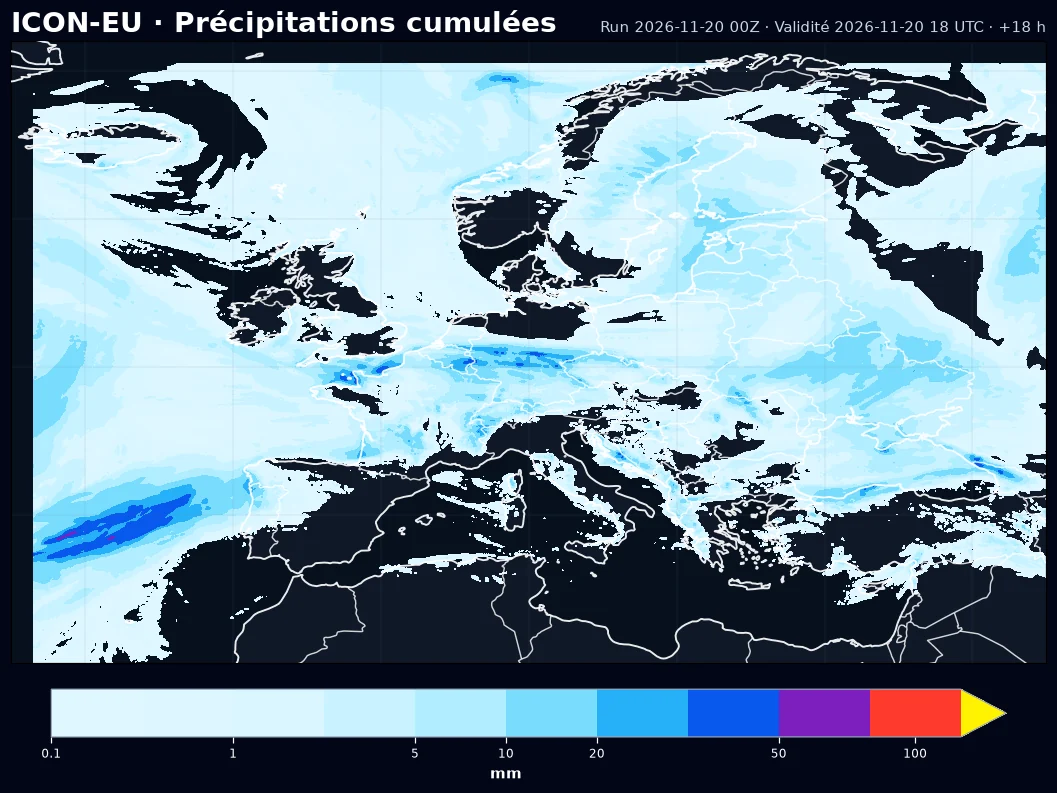 ICON-EU · Précipitations cumulées
Run 2026-11-20 00Z · Validité 2026-11-20 18 UTC · +18 h
0.1 1 5 10 20 50 100
mm